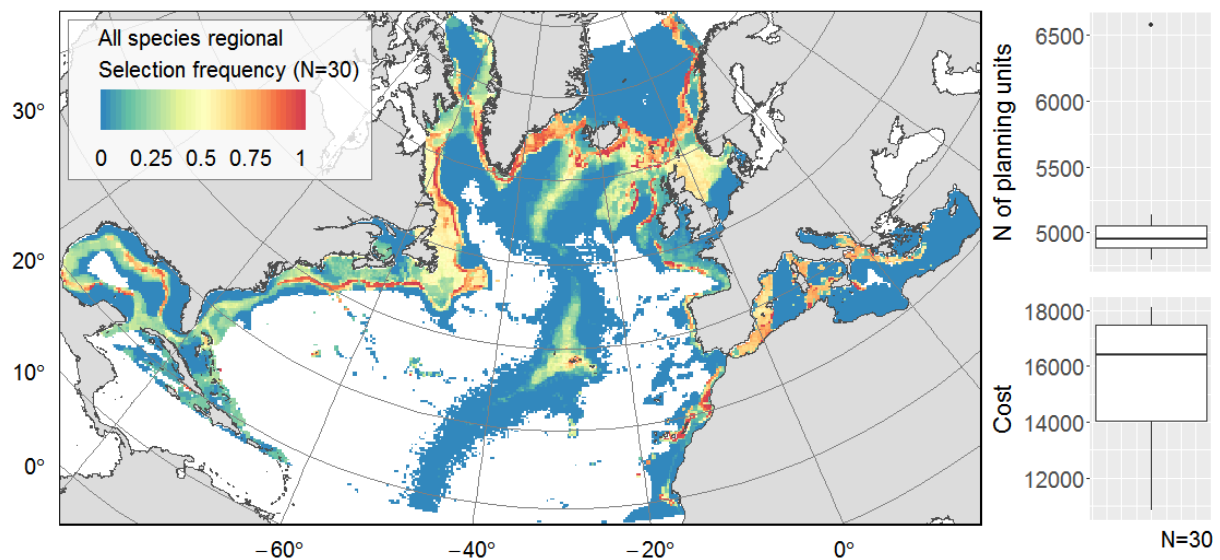 All species regional
Selection frequency (N=30)
0 0.25 0.5 0.75 1
30°
20°
10°
0°
−60° −40° −20° 0°
N of planning units
6500
6000
5500
5000
Cost
18000
16000
14000
12000
N=30